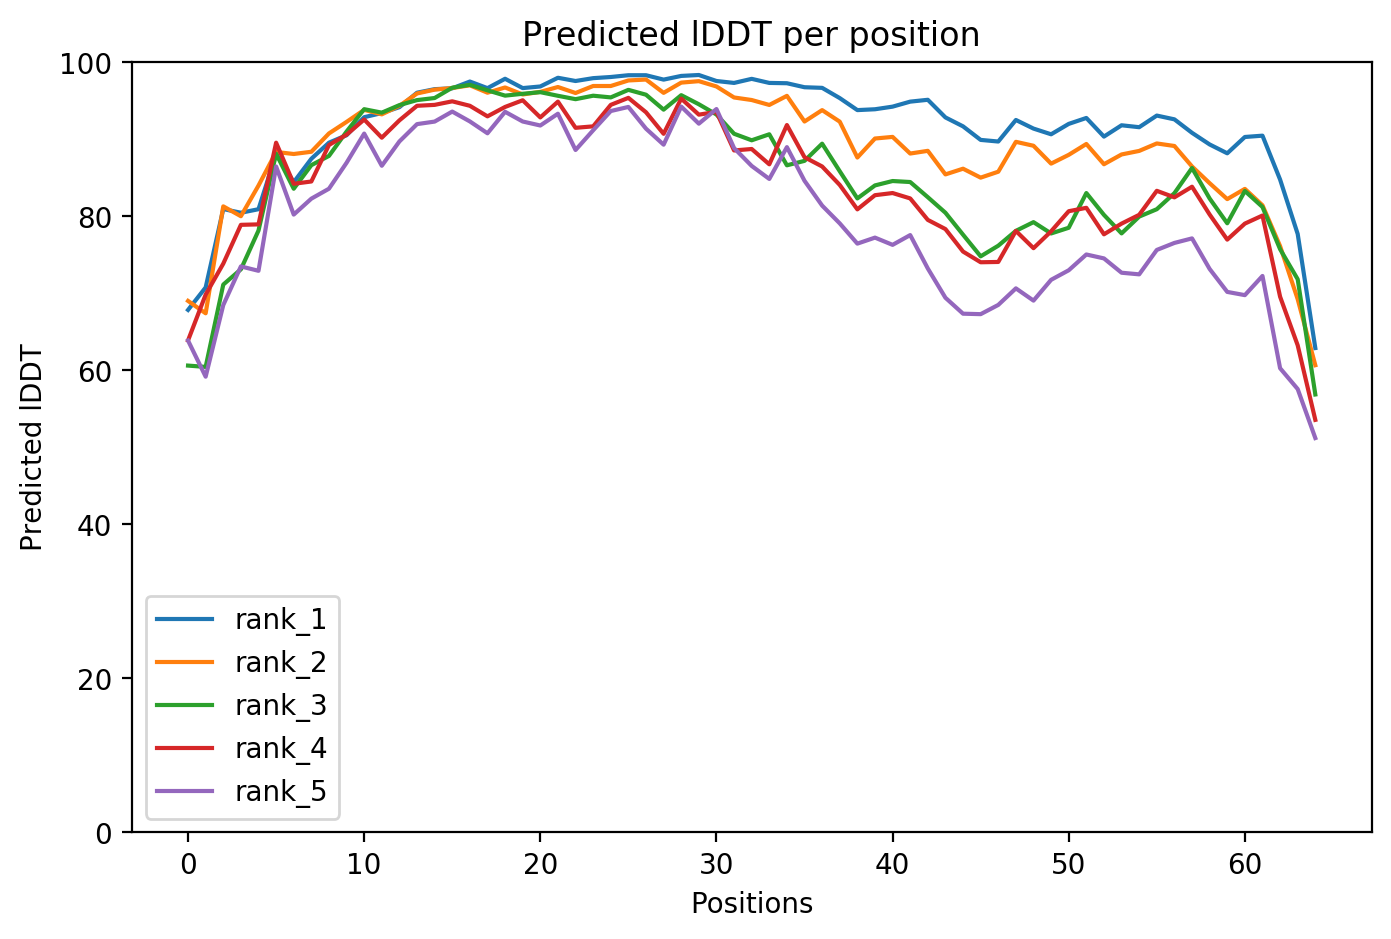 Predicted lDDT per position
100
80
60
40
20
0
Predicted lDDT
rank_1
rank_2
rank_3
rank_4
rank_5
0 10 20 30 40 50 60
Positions